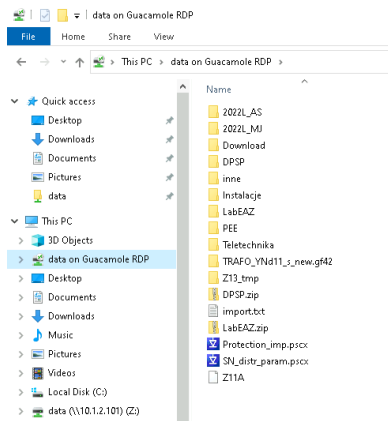 data on Guacamole RDP
File Home Share View
This PC data on Guacamole RDP
Quick access
Desktop
Downloads
Documents
Pictures
data
This PC
3D Objects
data on Guacamole RDP
Desktop
Documents
Downloads
Music
Pictures
Videos
Local Disk (C:)
data (\\10.1.2.101) (Z:)
Name
2022L_AS
2022L_MJ
Download
DPSP
inne
Instalacje
LabEAZ
PEE
Teletechnika
TRAFO_YNd11_s_new.gf42
Z13_tmp
DPSP.zip
import.txt
LabEAZ.zip
Protection_imp.pscx
SN_distr_param.pscx
Z11A